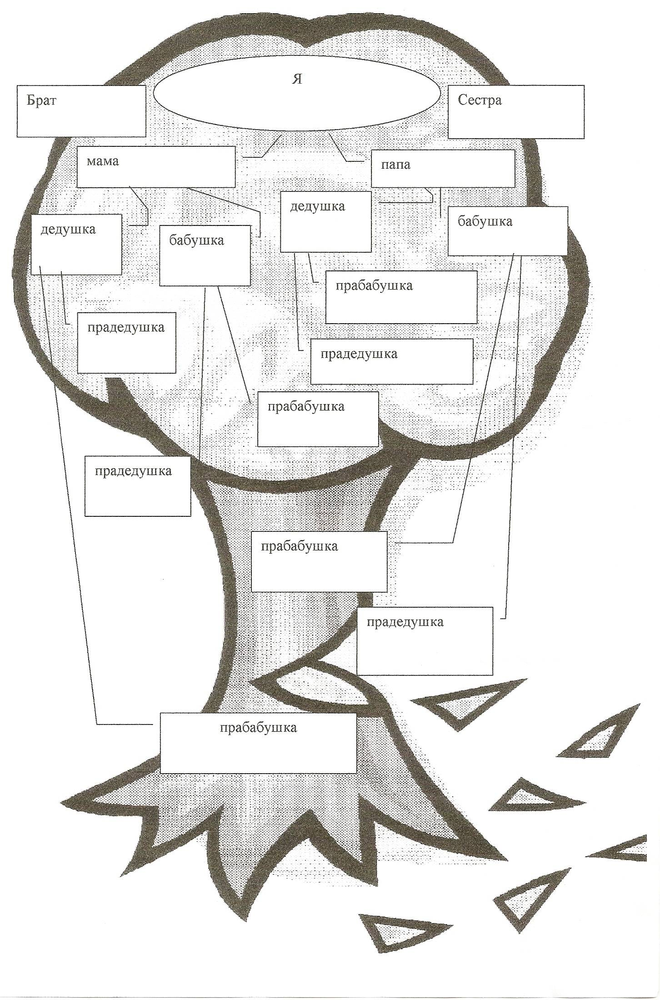 Я
Брат
Сестра
мама
папа
дедушка
бабушка
дедушка
бабушка
прабабушка
прадедушка
прадедушка
прабабушка
прадедушка
прабабушка
прадедушка
прабабушка